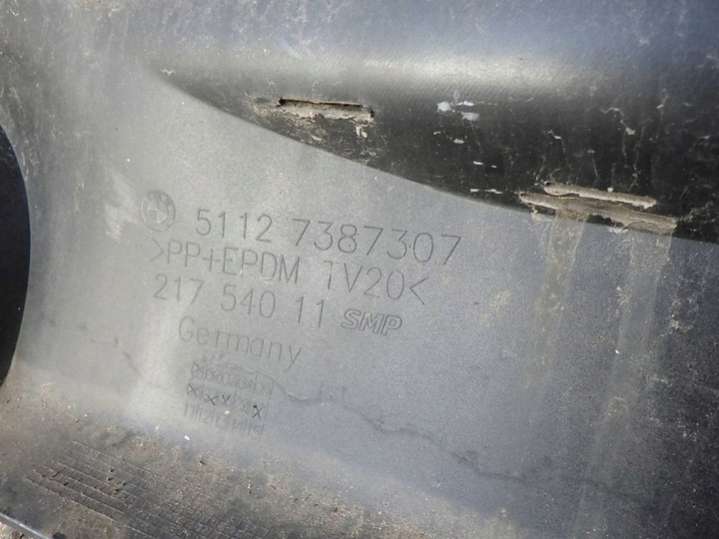 5112 7387307
>PP+EPDM TV20<
217 540 11 SMP
Germany